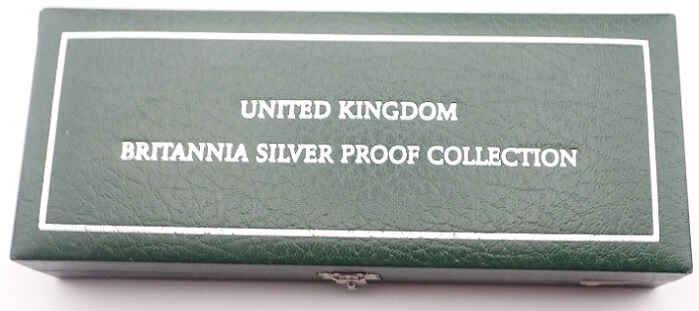 UNITED KINGDOM
BRITANNIA SILVER PROOF COLLECTION